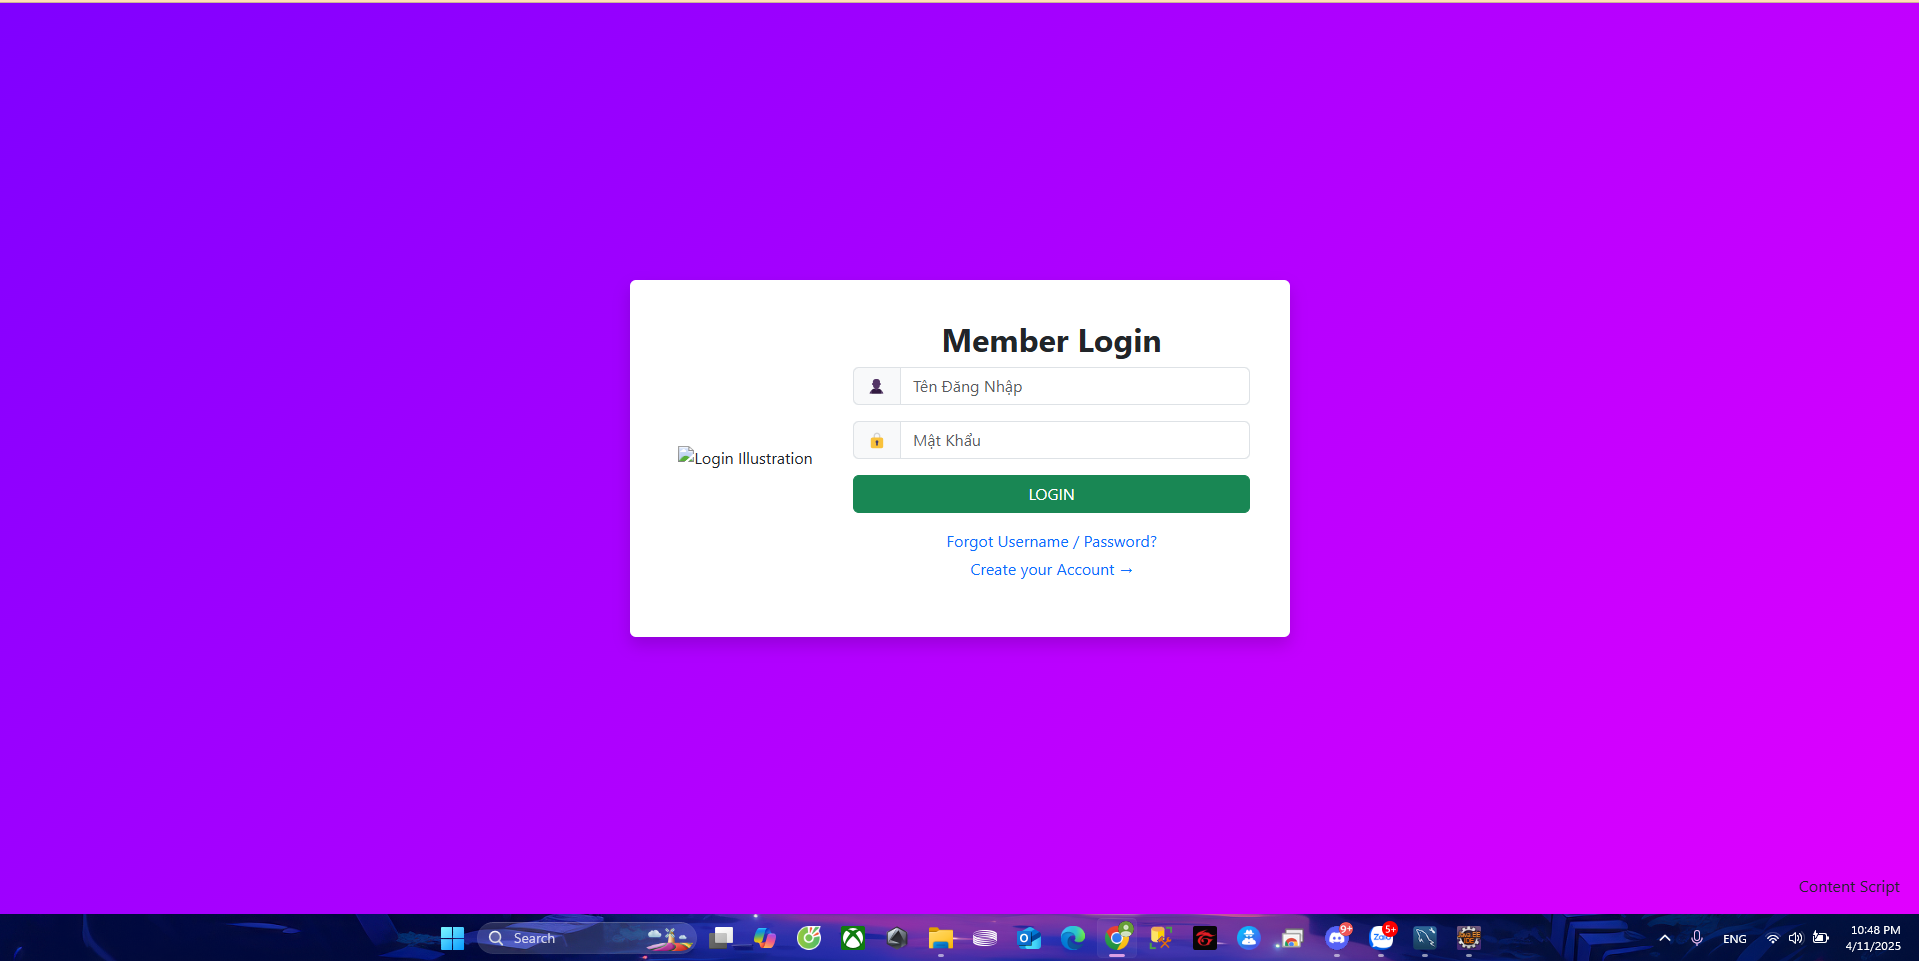 Member Login
Tên Đăng Nhập
Mật Khẩu
Login Illustration
LOGIN
Forgot Username / Password?
Create your Account →
Content Script
Search
9+
Zalo
5+
ENG
10:48 PM
4/11/2025